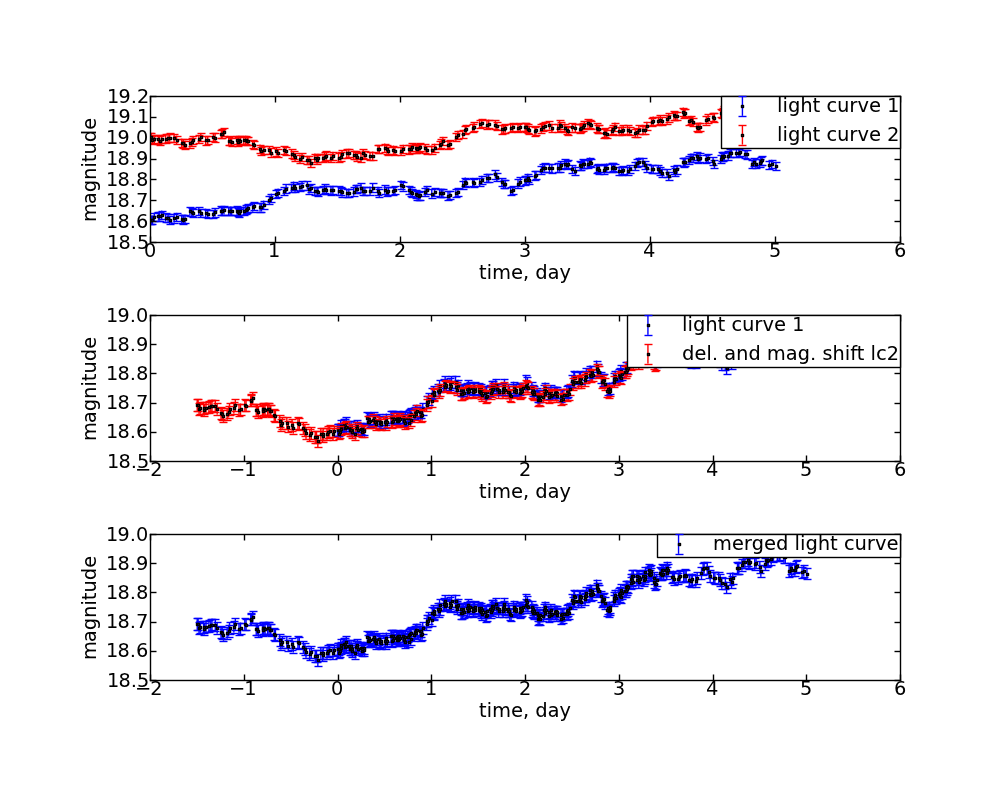 19.2
19.1
19.0
18.9
18.8
18.7
18.6
18.5
magnitude
light curve 1
light curve 2
0 1 2 3 4 5 6
time, day
19.0
18.9
18.8
18.7
18.6
18.5
magnitude
light curve 1
del. and mag. shift lc2
−2 −1 0 1 2 3 4 5 6
time, day
19.0
18.9
18.8
18.7
18.6
18.5
magnitude
merged light curve
−2 −1 0 1 2 3 4 5 6
time, day